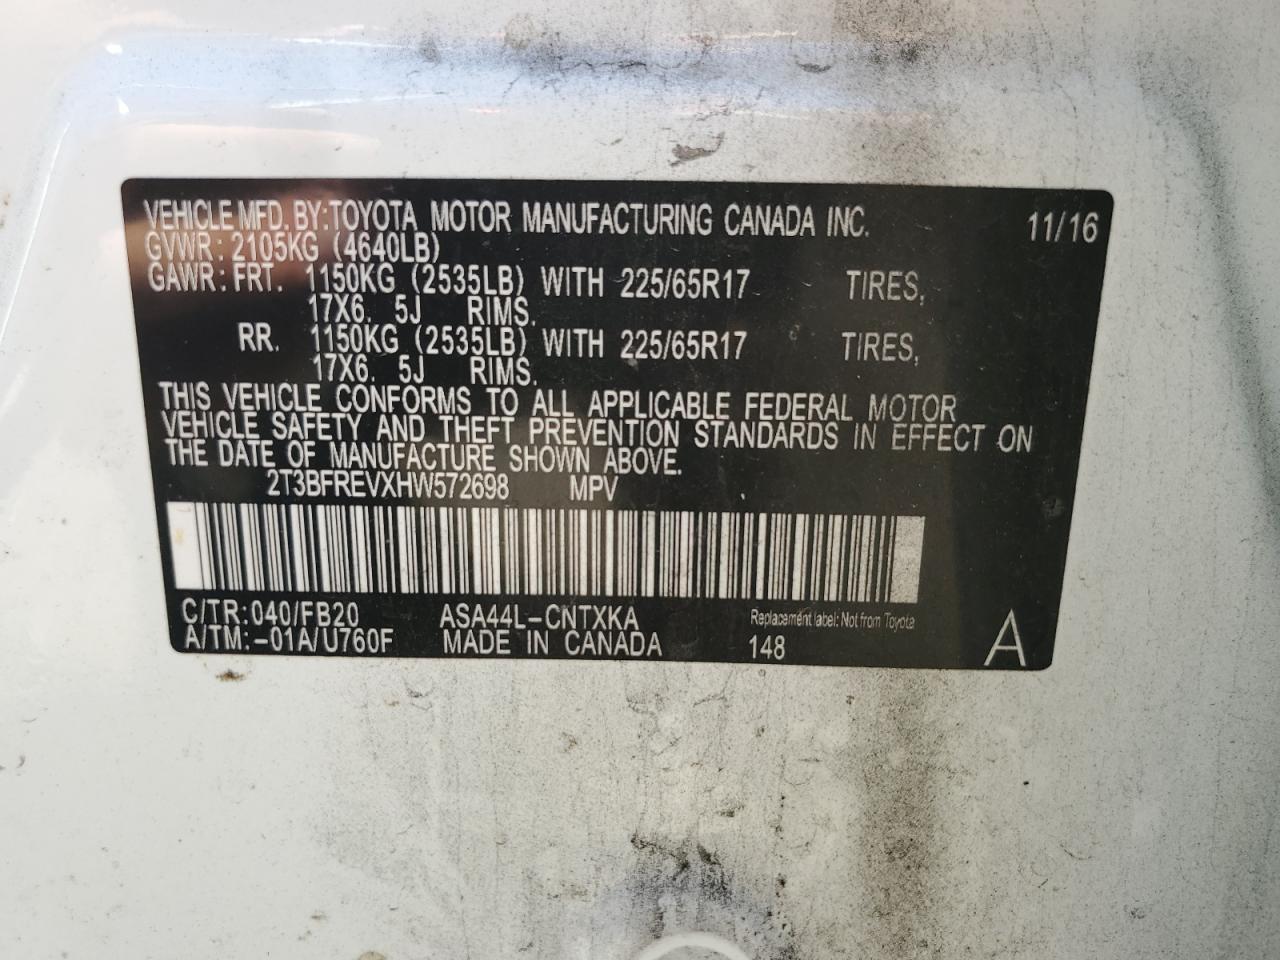 VEHICLE MFD. BY: TOYOTA MOTOR MANUFACTURING CANADA INC. 11/16
GVWR: 2105KG (4640LB)
GAWR: FRT. 1150KG (2535LB) WITH 225/65R17 TIRES,
17X6. 5J RIMS.
RR. 1150KG (2535LB) WITH 225/65R17 TIRES,
17X6. 5J RIMS.
THIS VEHICLE CONFORMS TO ALL APPLICABLE FEDERAL MOTOR
VEHICLE SAFETY AND THEFT PREVENTION STANDARDS IN EFFECT ON
THE DATE OF MANUFACTURE SHOWN ABOVE.
2T3BFREVXHW572698 MPV
C/TR: 040/FB20 ASA44L-CNTXKA Replacement label: Not from Toyota
A/TM: -01A/U760F MADE IN CANADA 148 A